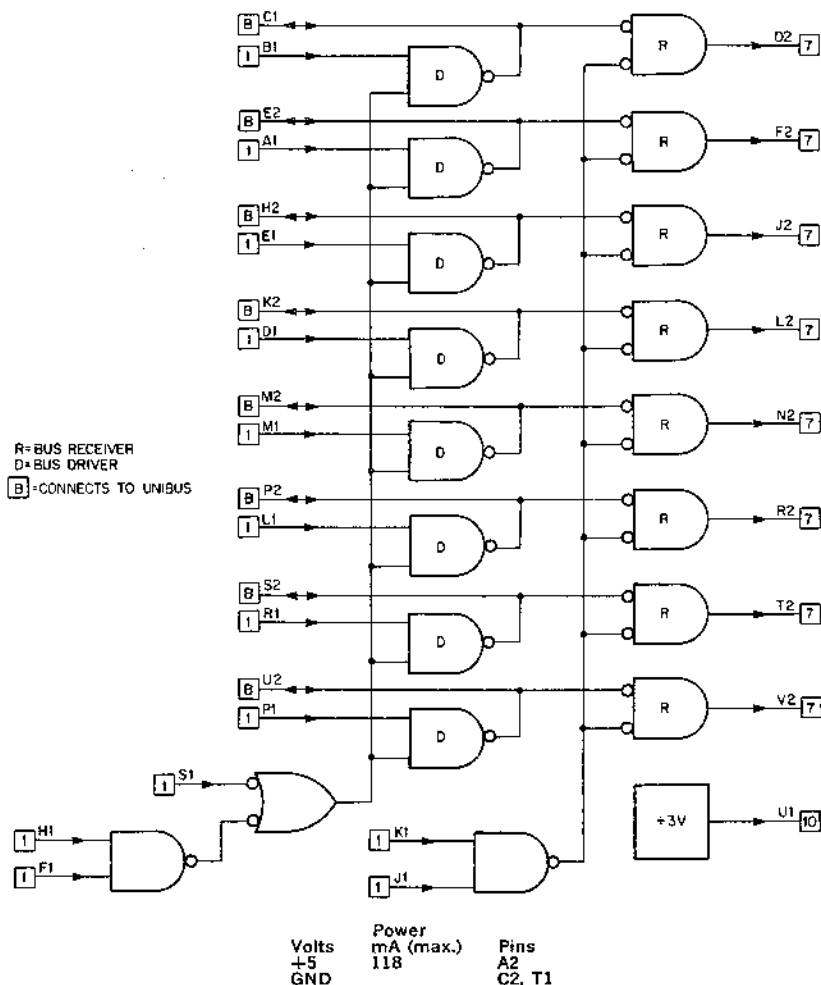 B C1
1 B1
D
R
D2 7
B E2
1 A1
D
R
F2 7
B H2
1 E1
D
R
J2 7
B K2
1 D1
D
R
L2 7
B M2
1 M1
D
R
N2 7
R=BUS RECEIVER
D=BUS DRIVER
B =CONNECTS TO UNIBUS
B P2
1 L1
D
R
R2 7
B S2
1 R1
D
R
T2 7
B U2
1 P1
D
R
V2 7
1 S1
1 H1
1 F1
1 K1
1 J1
+3V
U1 10
Power
Volts mA (max.) Pins
+5 118 A2
GND C2, T1